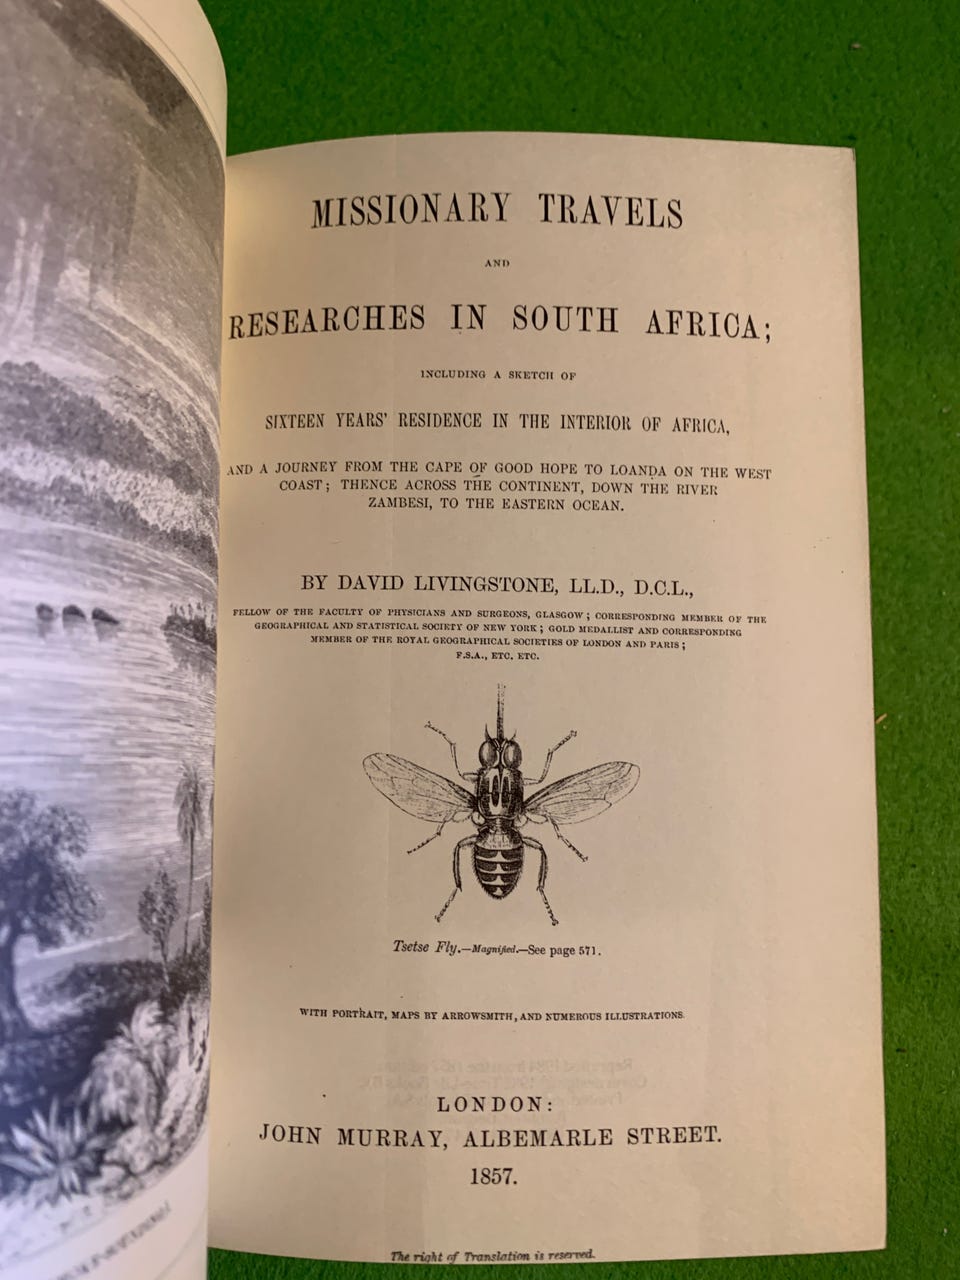 MISSIONARY TRAVELS
AND
RESEARCHES IN SOUTH AFRICA;
INCLUDING A SKETCH OF
SIXTEEN YEARS' RESIDENCE IN THE INTERIOR OF AFRICA,
AND A JOURNEY FROM THE CAPE OF GOOD HOPE TO LOANDA ON THE WEST
COAST; THENCE ACROSS THE CONTINENT, DOWN THE RIVER
ZAMBESI, TO THE EASTERN OCEAN.
BY DAVID LIVINGSTONE, LL.D., D.C.L.,
FELLOW OF THE FACULTY OF PHYSICIANS AND SURGEONS, GLASGOW; CORRESPONDING MEMBER OF THE
GEOGRAPHICAL AND STATISTICAL SOCIETY OF NEW YORK; GOLD MEDALLIST AND CORRESPONDING
MEMBER OF THE ROYAL GEOGRAPHICAL SOCIETIES OF LONDON AND PARIS;
F.S.A., ETC. ETC.
Tsetse Fly.—Magnified.—See page 571.
WITH PORTRAIT, MAPS BY ARROWSMITH, AND NUMEROUS ILLUSTRATIONS.
LONDON:
JOHN MURRAY, ALBEMARLE STREET.
1857.
The right of Translation is reserved.